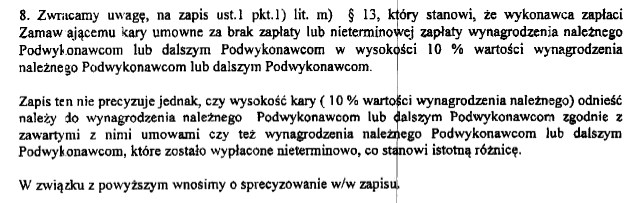 8. Zwracamy uwagę, na zapis ust.1 pkt.1) lit. m) § 13, który stanowi, że wykonawca zapłaci
Zamawiającemu kary umowne za brak zapłaty lub nieterminowej zapłaty wynagrodzenia należnego
Podwykonawcom lub dalszym Podwykonawcom w wysokości 10 % wartości wynagrodzenia
należnego Podwykonawcom lub dalszym Podwykonawcom.
Zapis ten nie precyzuje jednak, czy wysokość kary ( 10 % wartości wynagrodzenia należnego) odnieść
należy do wynagrodzenia należnego Podwykonawcom lub dalszym Podwykonawcom zgodnie z
zawartymi z nimi umowami czy też wynagrodzenia należnego Podwykonawcom lub dalszym
Podwykonawcom, które zostało wypłacone nieterminowo, co stanowi istotną różnicę.
W związku z powyższym wnosimy o sprecyzowanie w/w zapisu.